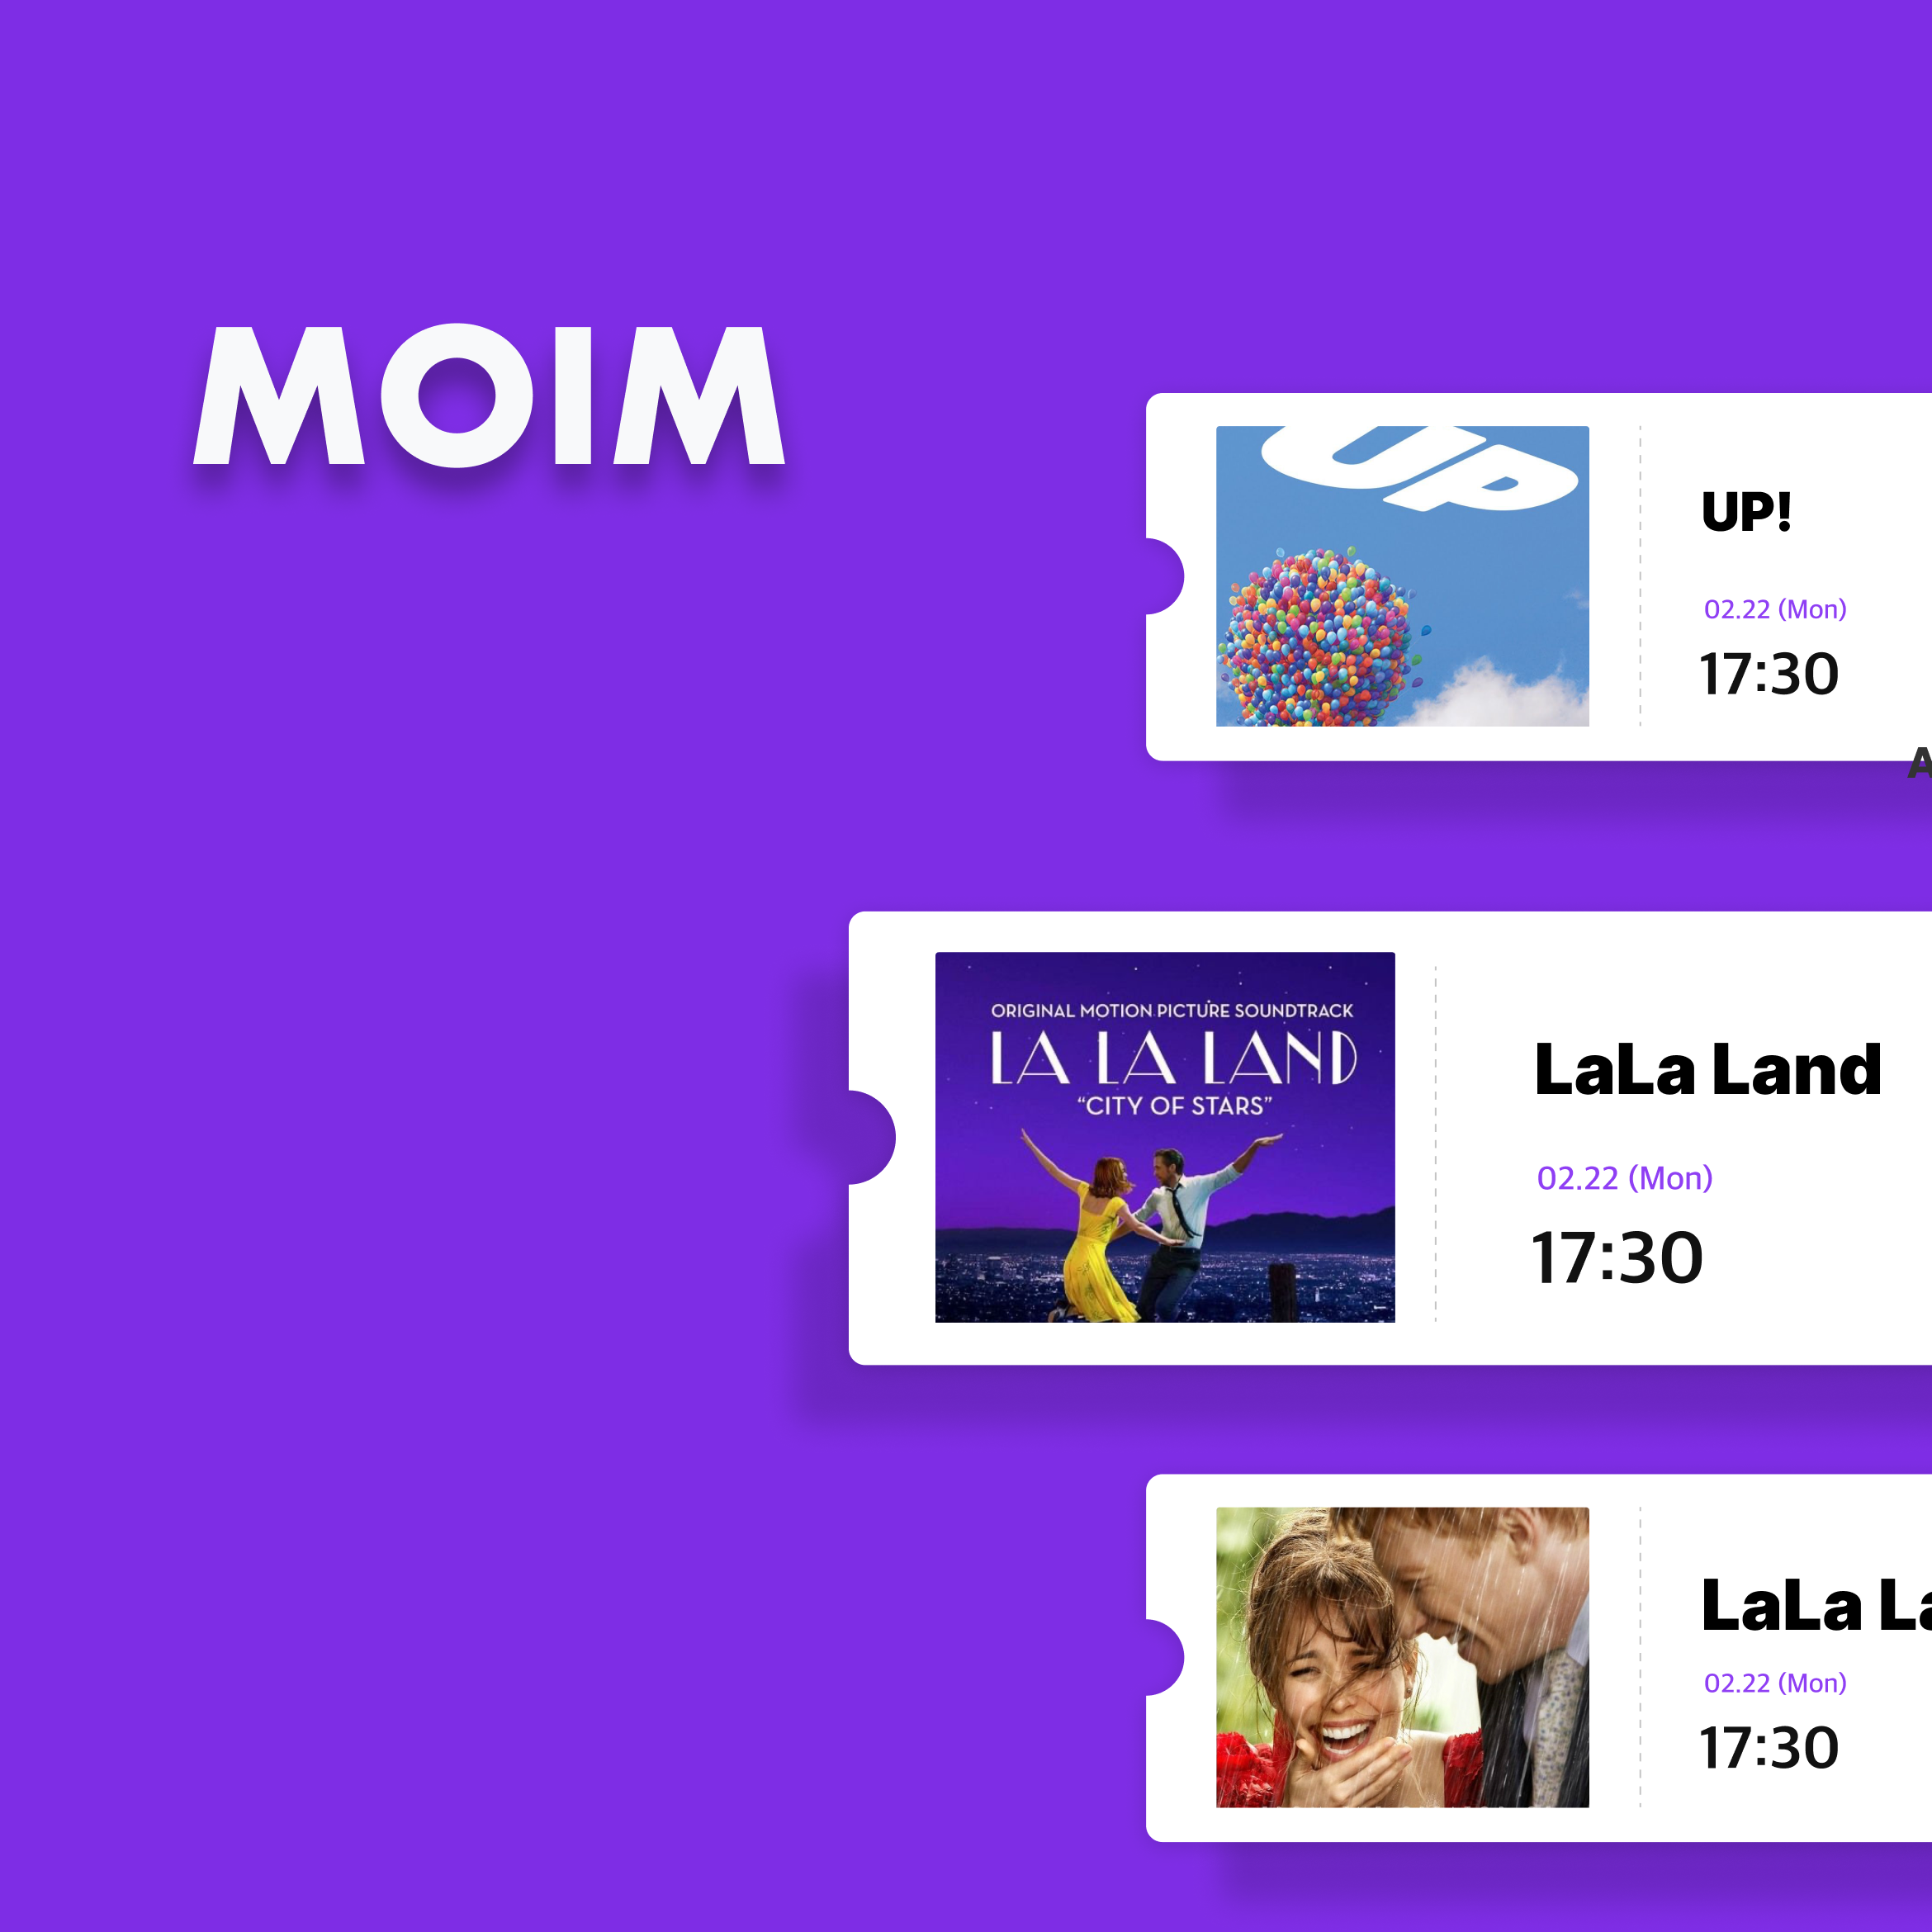 MOIM
UP
UP!
02.22 (Mon)
17:30
A
ORIGINAL MOTION PICTURE SOUNDTRACK
LA LA LAND
“CITY OF STARS”
LaLa Land
02.22 (Mon)
17:30
LaLa La
02.22 (Mon)
17:30